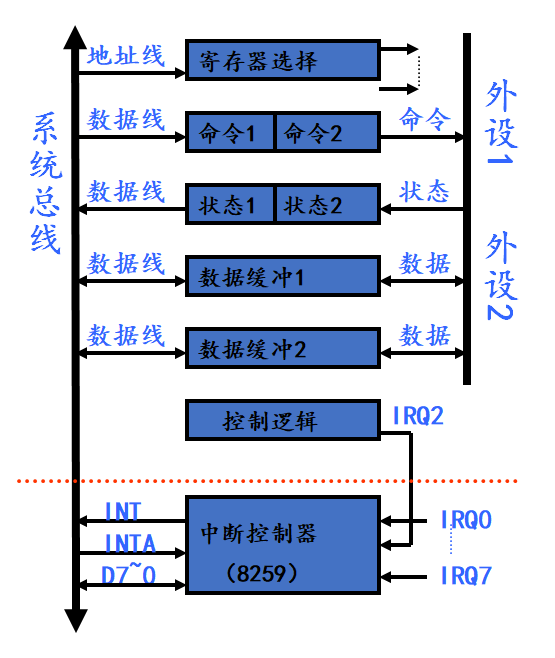 系统总线
地址线
寄存器选择
数据线
命令1
命令2
命令
数据线
状态1
状态2
状态
数据线
数据缓冲1
数据
数据线
数据缓冲2
数据
外设1
外设2
控制逻辑
IRQ2
INT
INTA
D7~0
中断控制器
（8259）
IRQ0
IRQ7